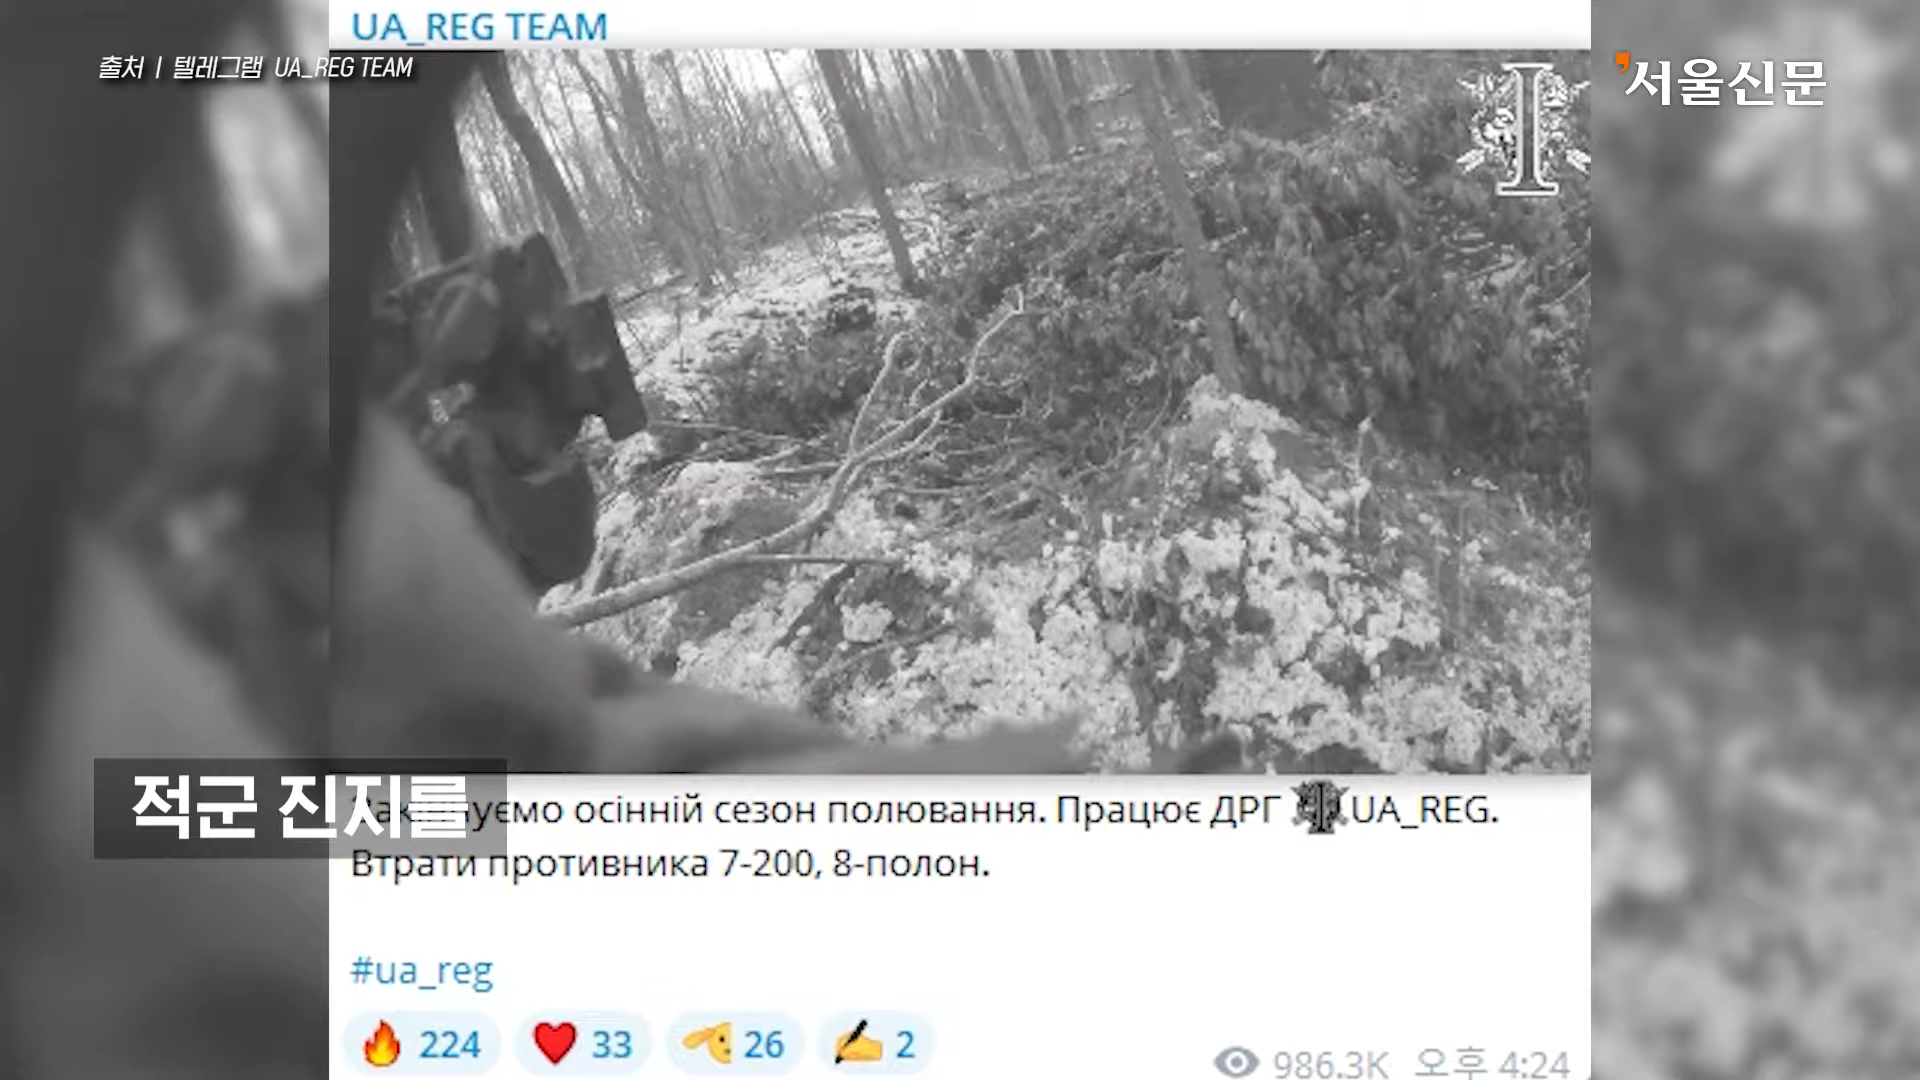 UA_REG TEAM
출처 | 텔레그램 UA_REG TEAM
서울신문
적군 진지를
осінній сезон полювання. Працює ДРГ UA_REG.
Втрати противника 7-200, 8-полон.
#ua_reg
224 33 26 2
986.3K 오후 4:24